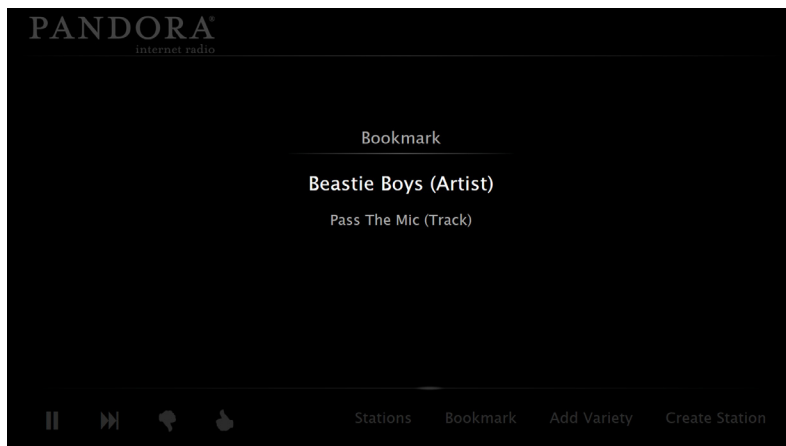 PANDORA®
internet radio
Bookmark
Beastie Boys (Artist)
Pass The Mic (Track)
Stations Bookmark Add Variety Create Station